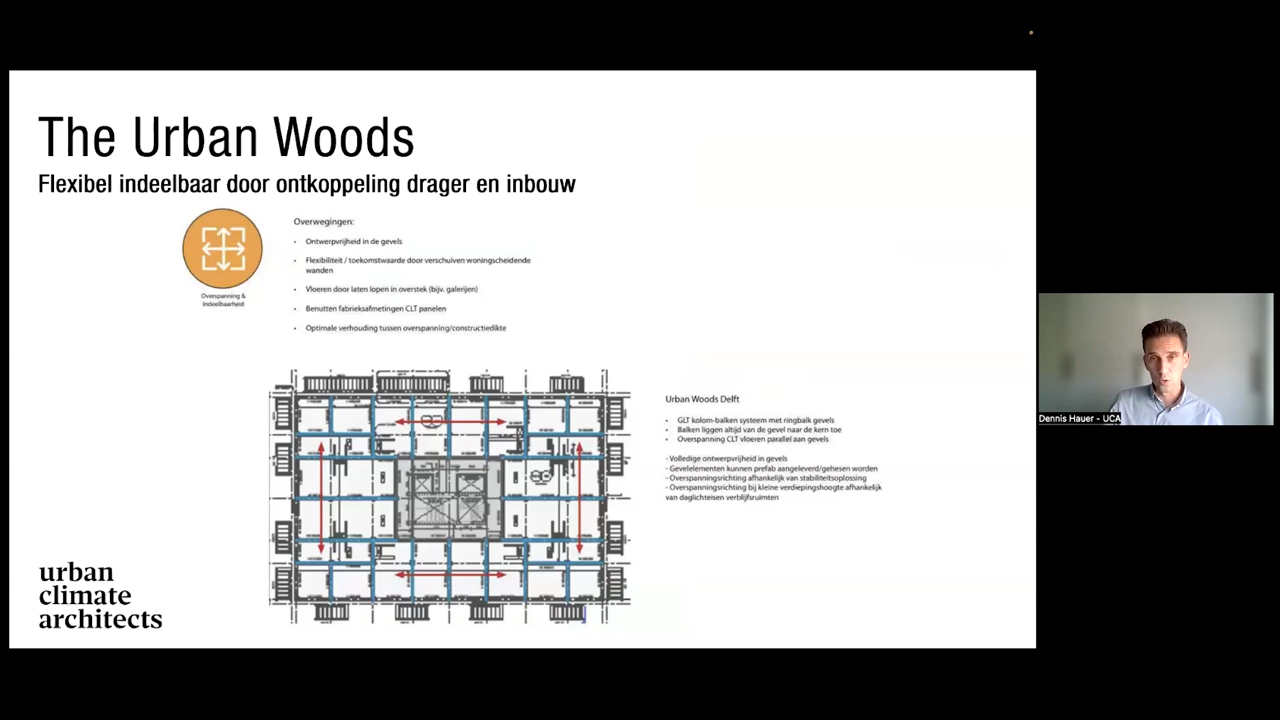 The Urban Woods
Flexibel indeelbaar door ontkoppeling drager en inbouw
Overspanning &
indeelbaarheid
Overwegingen:
• Ontwerpvrijheid in de gevels
• Flexibiliteit / toekomstwaarde door verschuiven woningscheidende
wanden
• Vloeren door laten lopen in overstek (bijv. galerijen)
• Benutten fabrieksafmetingen CLT panelen
• Optimale verhouding tussen overspanning/constructiedikte
Urban Woods Delft
• GLT kolom-balken systeem met ringbalk gevels
• Balken liggen altijd van de gevel naar de kern toe
• Overspanning CLT vloeren parallel aan gevels
- Volledige ontwerpvrijheid in gevels
- Gevelelementen kunnen prefab aangeleverd/gehesen worden
- Overspanningsrichting afhankelijk van stabiliteitsoplossing
- Overspanningsrichting bij kleine verdiepingshoogte afhankelijk
van daglichteisen verblijfsruimten
urban
climate
architects
Dennis Hauer - UCA